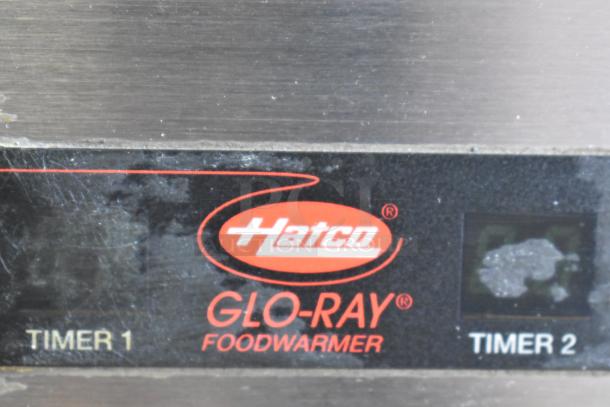 Hatco®
GLO-RAY®
FOODWARMER
TIMER 1
TIMER 2